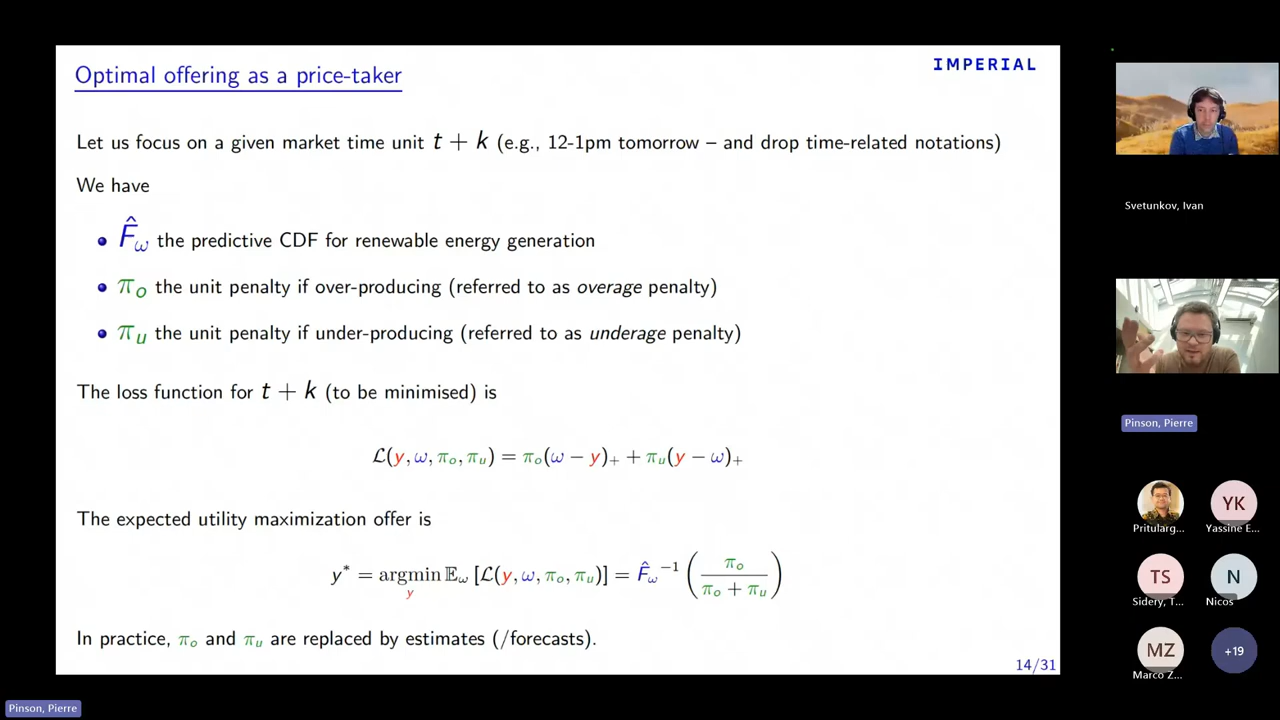 Optimal offering as a price-taker
IMPERIAL
Let us focus on a given market time unit t + k (e.g., 12-1pm tomorrow – and drop time-related notations)
We have
• F̂_ω the predictive CDF for renewable energy generation
• π_o the unit penalty if over-producing (referred to as overage penalty)
• π_u the unit penalty if under-producing (referred to as underage penalty)
The loss function for t + k (to be minimised) is
ℒ(y, ω, π_o, π_u) = π_o(ω − y)_+ + π_u(y − ω)_+
The expected utility maximization offer is
y* = argmin_y 𝔼_ω [ℒ(y, ω, π_o, π_u)] = F̂_ω^{-1} (π_o / (π_o + π_u))
In practice, π_o and π_u are replaced by estimates (/forecasts).
14/31
Svetunkov, Ivan
Pinson, Pierre
YK
Pritularg...
Yassine E...
TS
N
Sidery, T...
Nicos
MZ
+19
Marco Z...
Pinson, Pierre